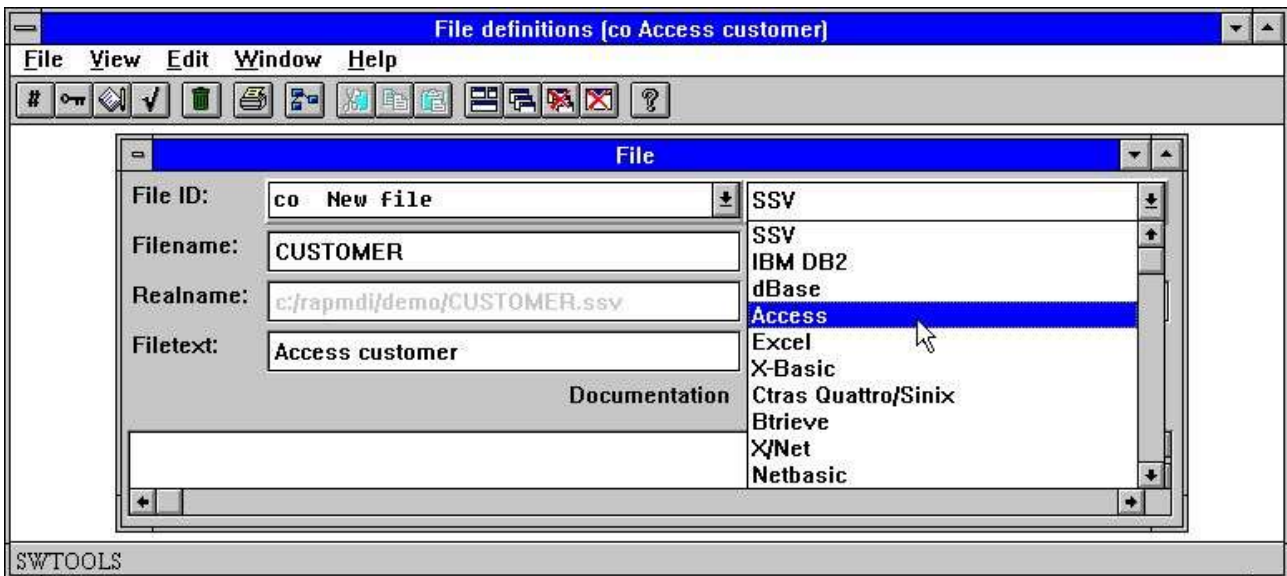 File definitions (co Access customer)
File View Edit Window Help
#
?
File
File ID: co New file SSV
Filename: CUSTOMER
Realname: c:/rapmdi/demo/CUSTOMER.ssv
Filetext: Access customer
Documentation
SSV
IBM DB2
dBase
Access
Excel
X-Basic
Ctras Quattro/Sinix
Btrieve
X/Net
Netbasic
SWTOOLS